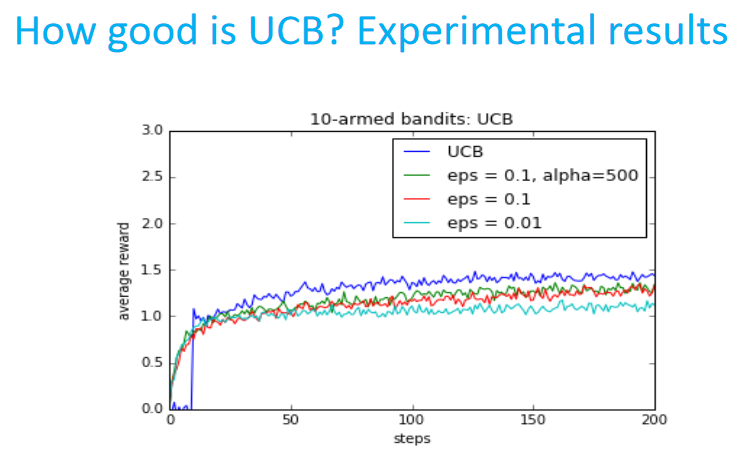 How good is UCB? Experimental results
10-armed bandits: UCB
3.0
2.5
2.0
1.5
1.0
0.5
0.0
average reward
UCB
eps = 0.1, alpha=500
eps = 0.1
eps = 0.01
0
50
100
150
200
steps